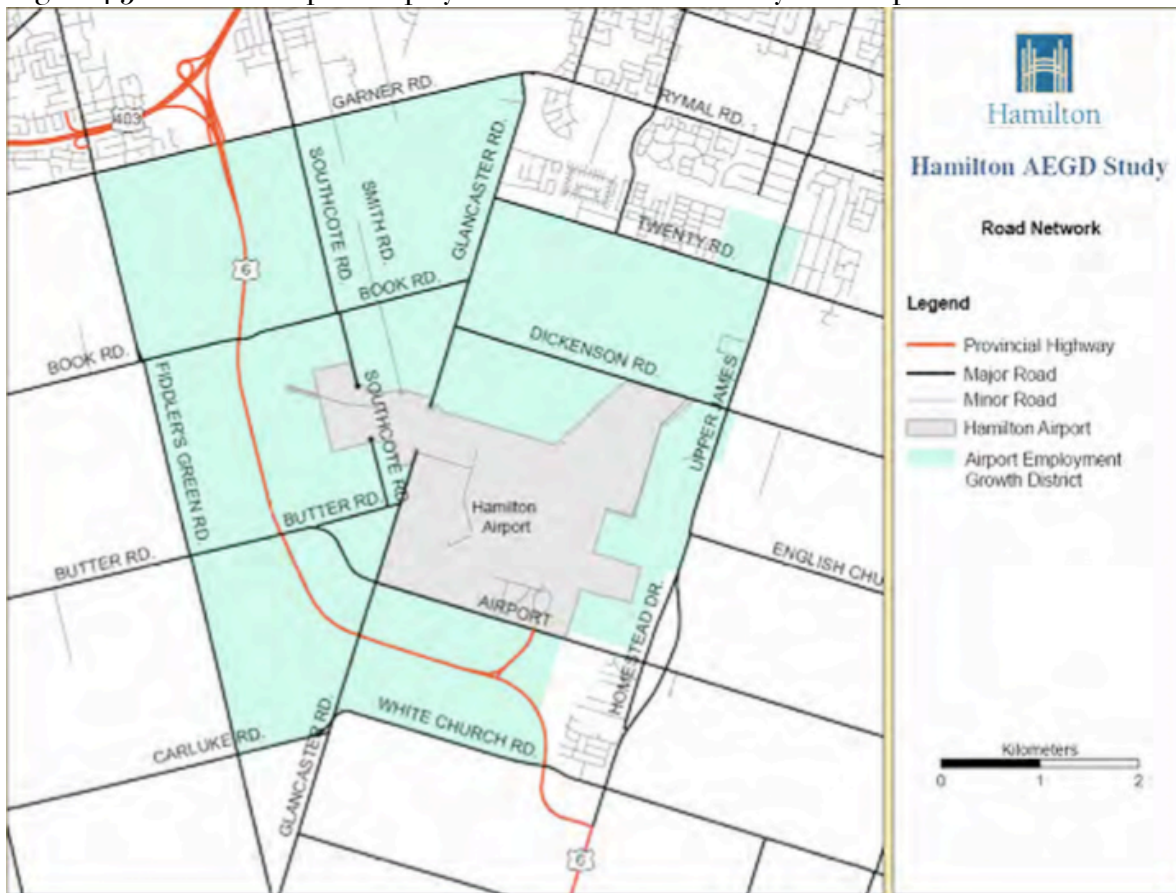 GARNER RD.
RYMAL RD.
403
SOUTHCOTE RD.
SMITH RD.
GLANCASTER RD.
TWENTY RD.
6
BOOK RD.
DICKENSON RD.
BOOK RD.
FIDDLER'S GREEN RD.
SOUTHCOTE RD.
UPPER JAMES
BUTTER RD.
Hamilton
Airport
BUTTER RD.
ENGLISH CHU
AIRPORT
HOMESTEAD DR.
WHITE CHURCH RD.
CARLUKE RD.
GLANCASTER RD.
6
Hamilton
Hamilton AEGD Study
Road Network
Legend
Provincial Highway
Major Road
Minor Road
Hamilton Airport
Airport Employment
Growth District
Kilometers
0 1 2